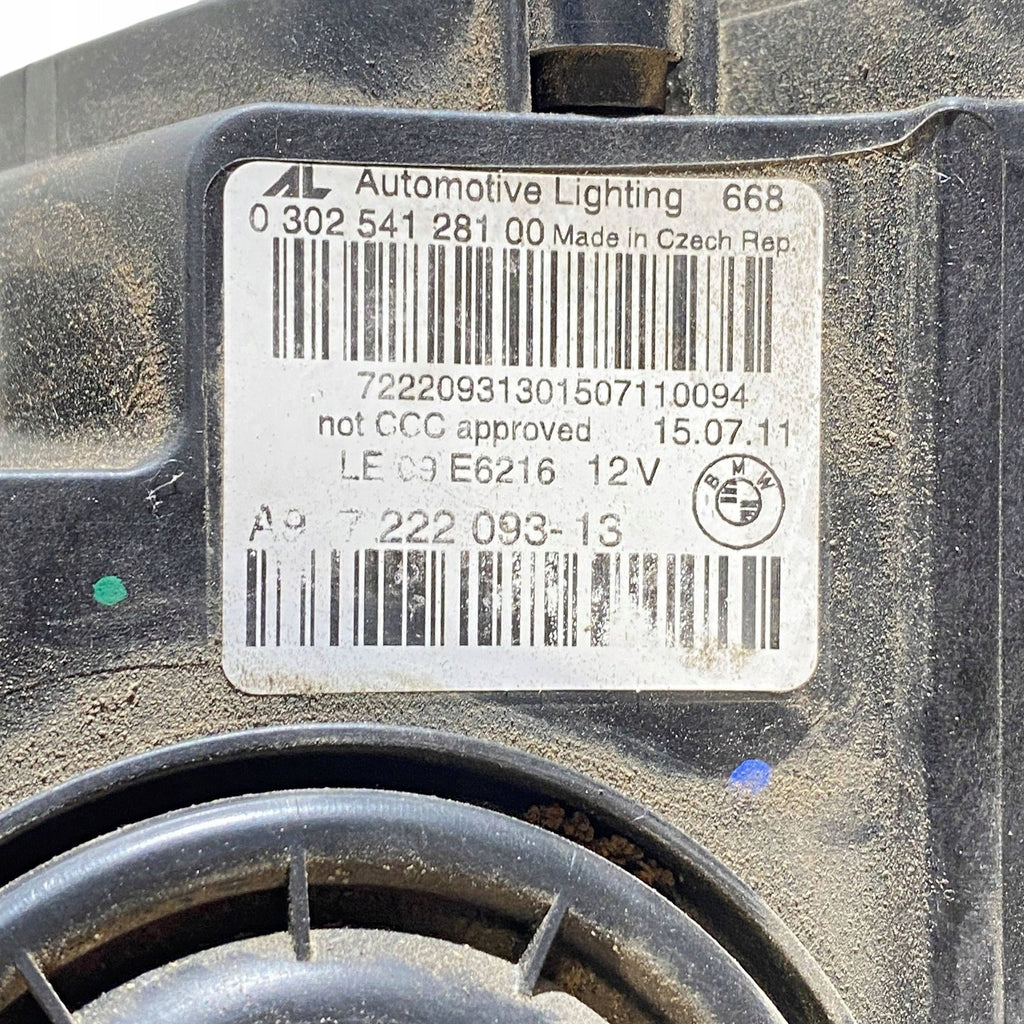 AL Automotive Lighting 668
0 302 541 281 00 Made in Czech Rep.
72220931301507110094
not CCC approved 15.07.11
LE 09 E6216 12V
BMW
A9 7 222 093-13